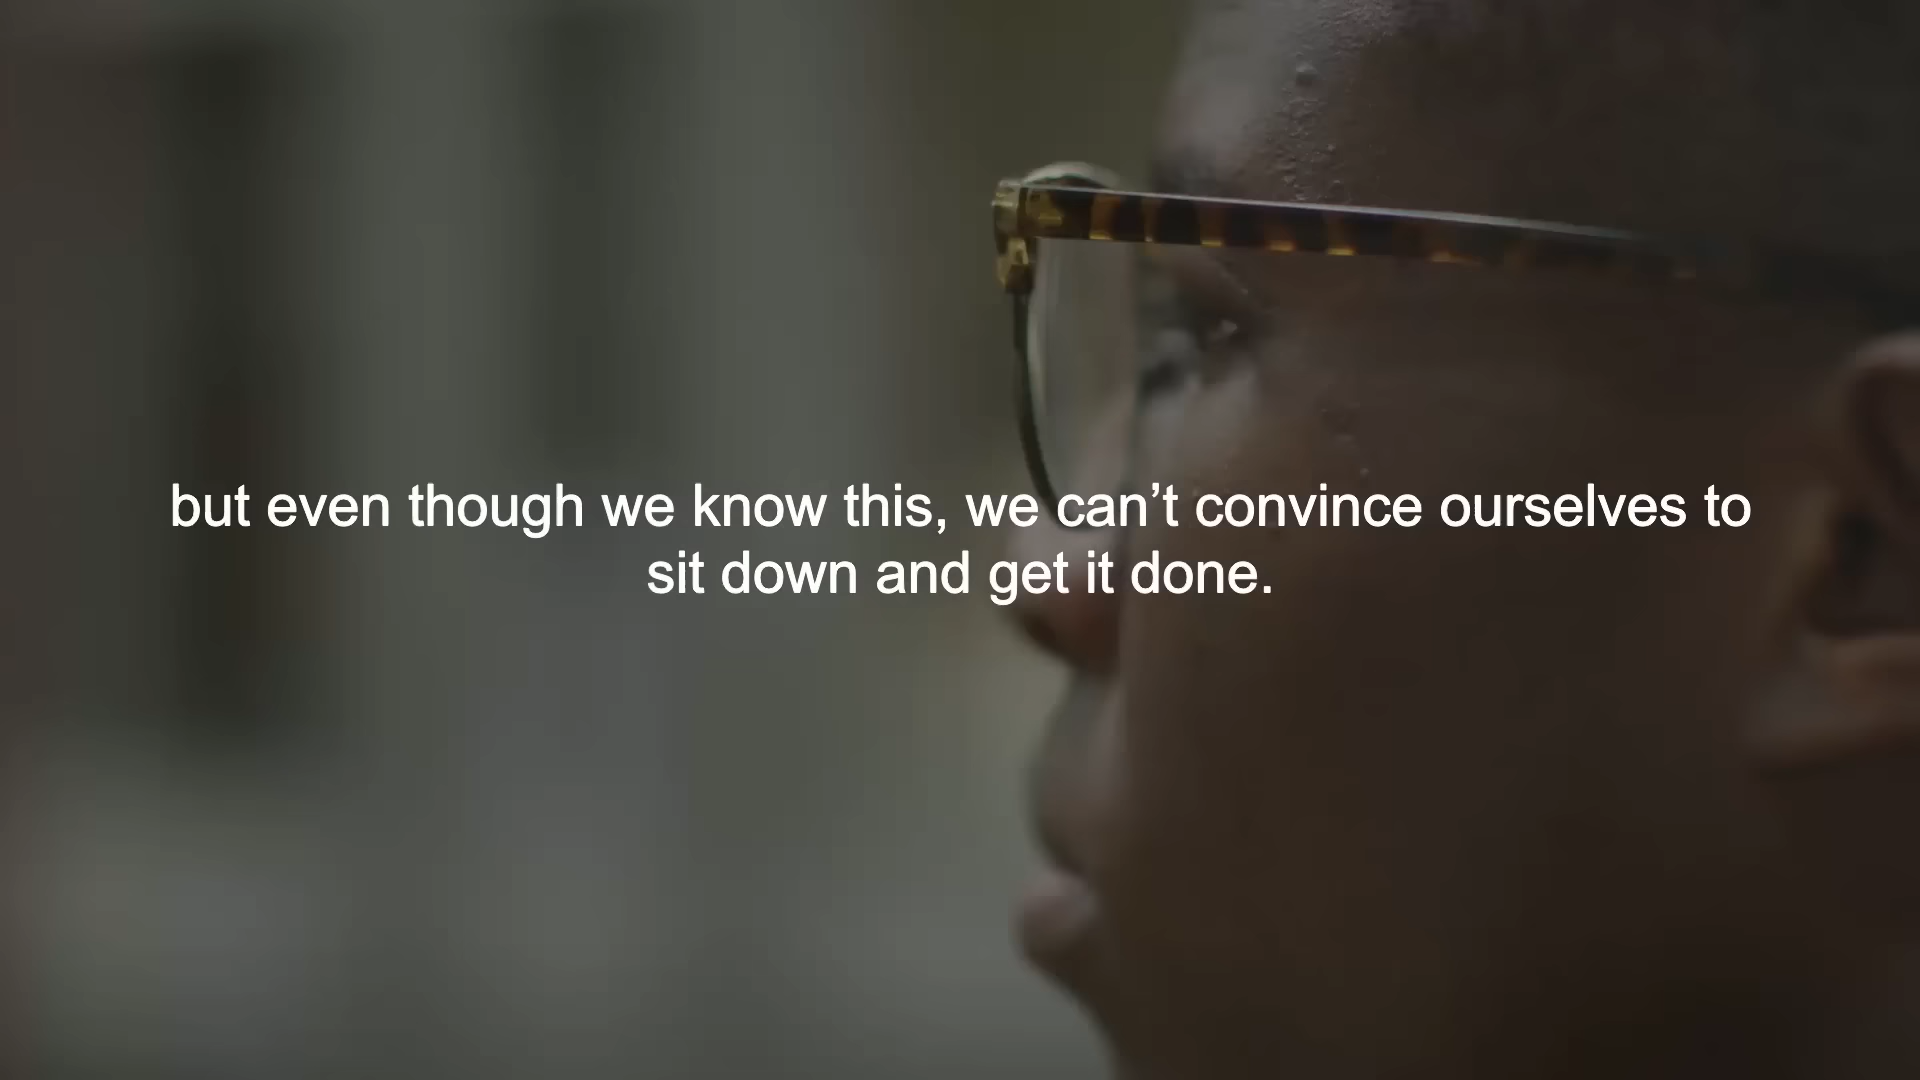 but even though we know this, we can’t convince ourselves to
sit down and get it done.